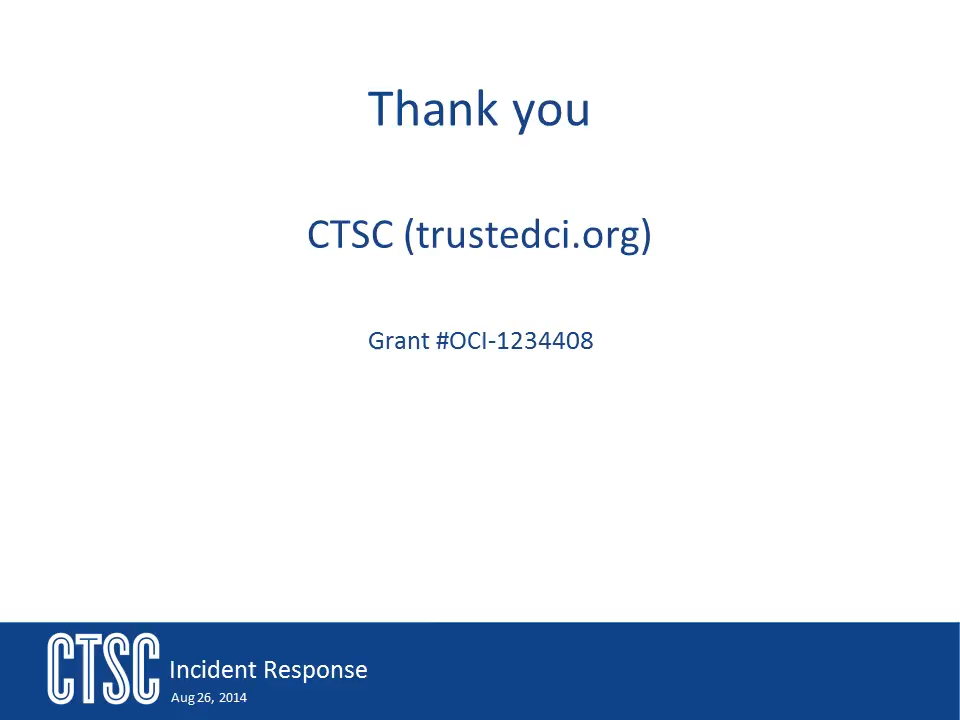 Thank you
CTSC (trustedci.org)
Grant #OCI-1234408
CTSC
Incident Response
Aug 26, 2014